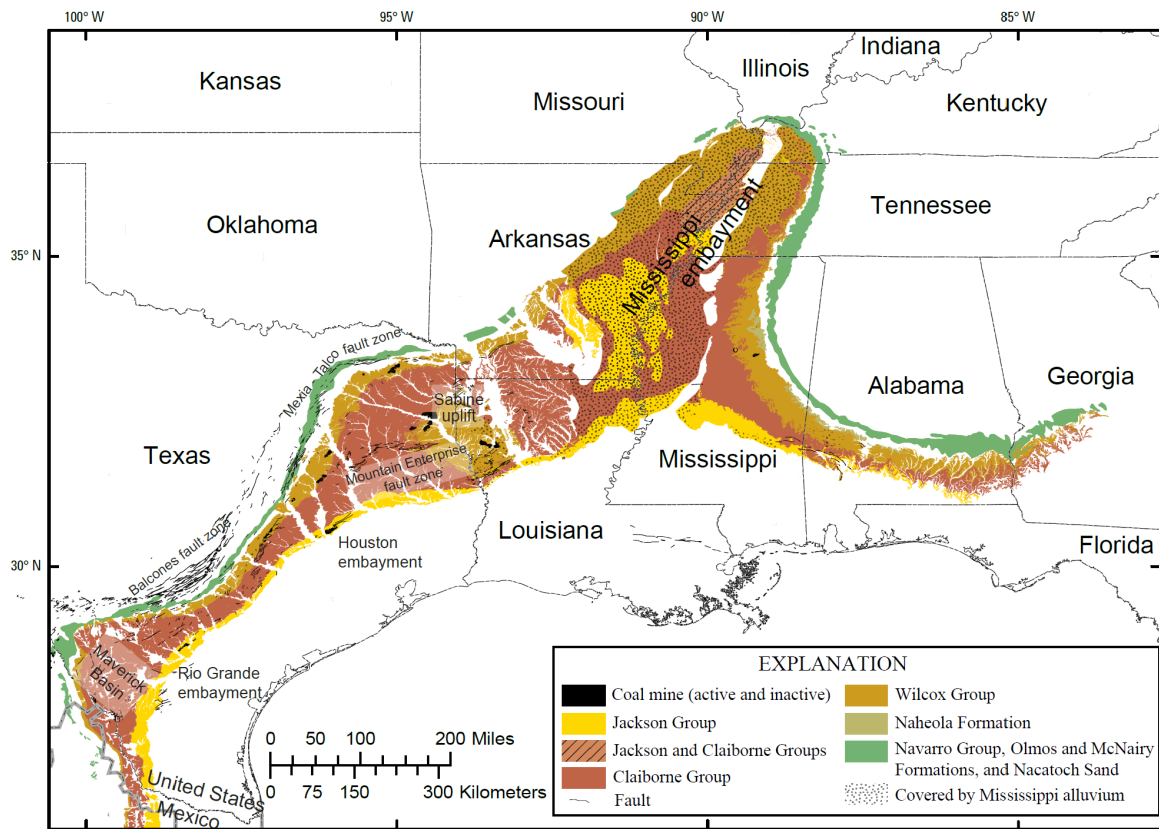 100° W
95° W
90° W
85° W
Indiana
Illinois
Kansas
Missouri
Kentucky
Oklahoma
Tennessee
Arkansas
35° N
Mississippi
embayment
Mexia Talco fault zone
Alabama
Georgia
Sabine
uplift
Texas
Mountain Enterprise
fault zone
Mississippi
Louisiana
Houston
embayment
Balcones fault zone
Florida
30° N
Maverick
Basin
Rio Grande
embayment
0 50 100 200 Miles
0 75 150 300 Kilometers
United States
Mexico
EXPLANATION
Coal mine (active and inactive)
Jackson Group
Jackson and Claiborne Groups
Claiborne Group
Fault
Wilcox Group
Naheola Formation
Navarro Group, Olmos and McNairy
Formations, and Nacatoch Sand
Covered by Mississippi alluvium